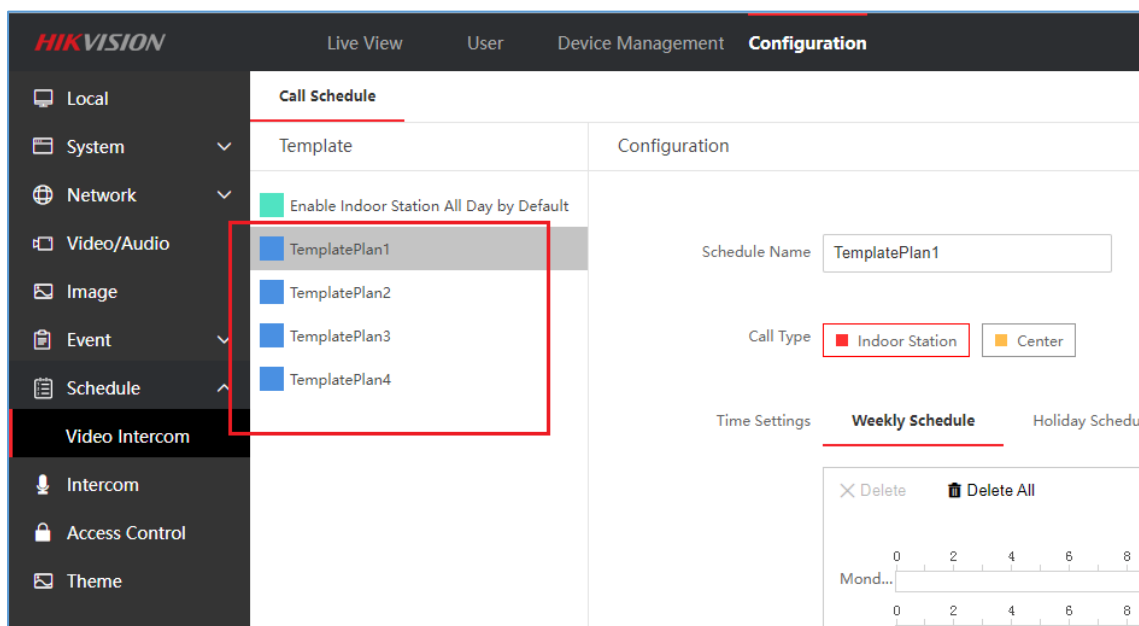 HIKVISION
Live View User Device Management Configuration
Local
System
Network
Video/Audio
Image
Event
Schedule
Video Intercom
Intercom
Access Control
Theme
Call Schedule
Template
Enable Indoor Station All Day by Default
TemplatePlan1
TemplatePlan2
TemplatePlan3
TemplatePlan4
Configuration
Schedule Name TemplatePlan1
Call Type Indoor Station Center
Time Settings Weekly Schedule Holiday Schedu
Delete Delete All
0 2 4 6 8
Mond...
0 2 4 6 8